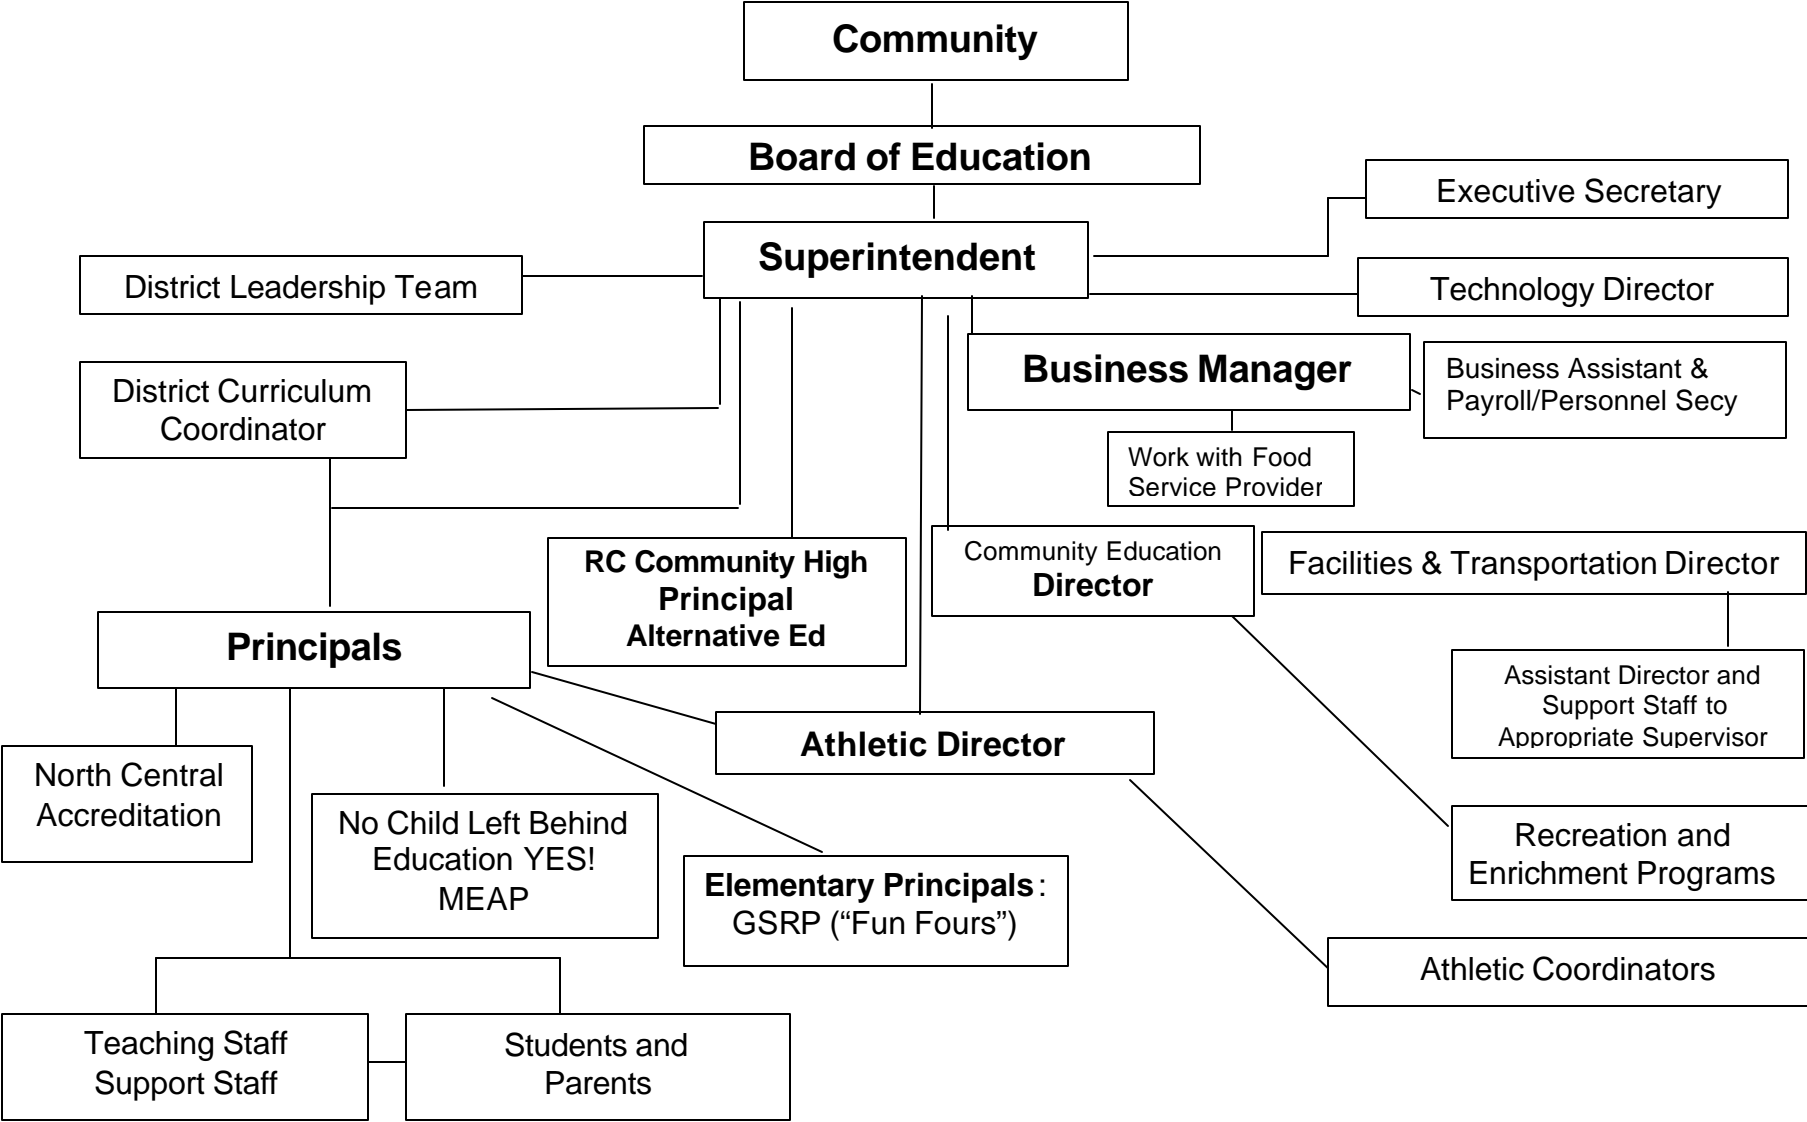 Community
Board of Education
Executive Secretary
Superintendent
District Leadership Team
Technology Director
Business Manager
Business Assistant &
Payroll/Personnel Secy
District Curriculum
Coordinator
Work with Food
Service Provider
RC Community High
Principal
Alternative Ed
Community Education
Director
Facilities & Transportation Director
Principals
Assistant Director and
Support Staff to
Appropriate Supervisor
Athletic Director
North Central
Accreditation
No Child Left Behind
Education YES!
MEAP
Elementary Principals:
GSRP (“Fun Fours”)
Recreation and
Enrichment Programs
Athletic Coordinators
Teaching Staff
Support Staff
Students and
Parents